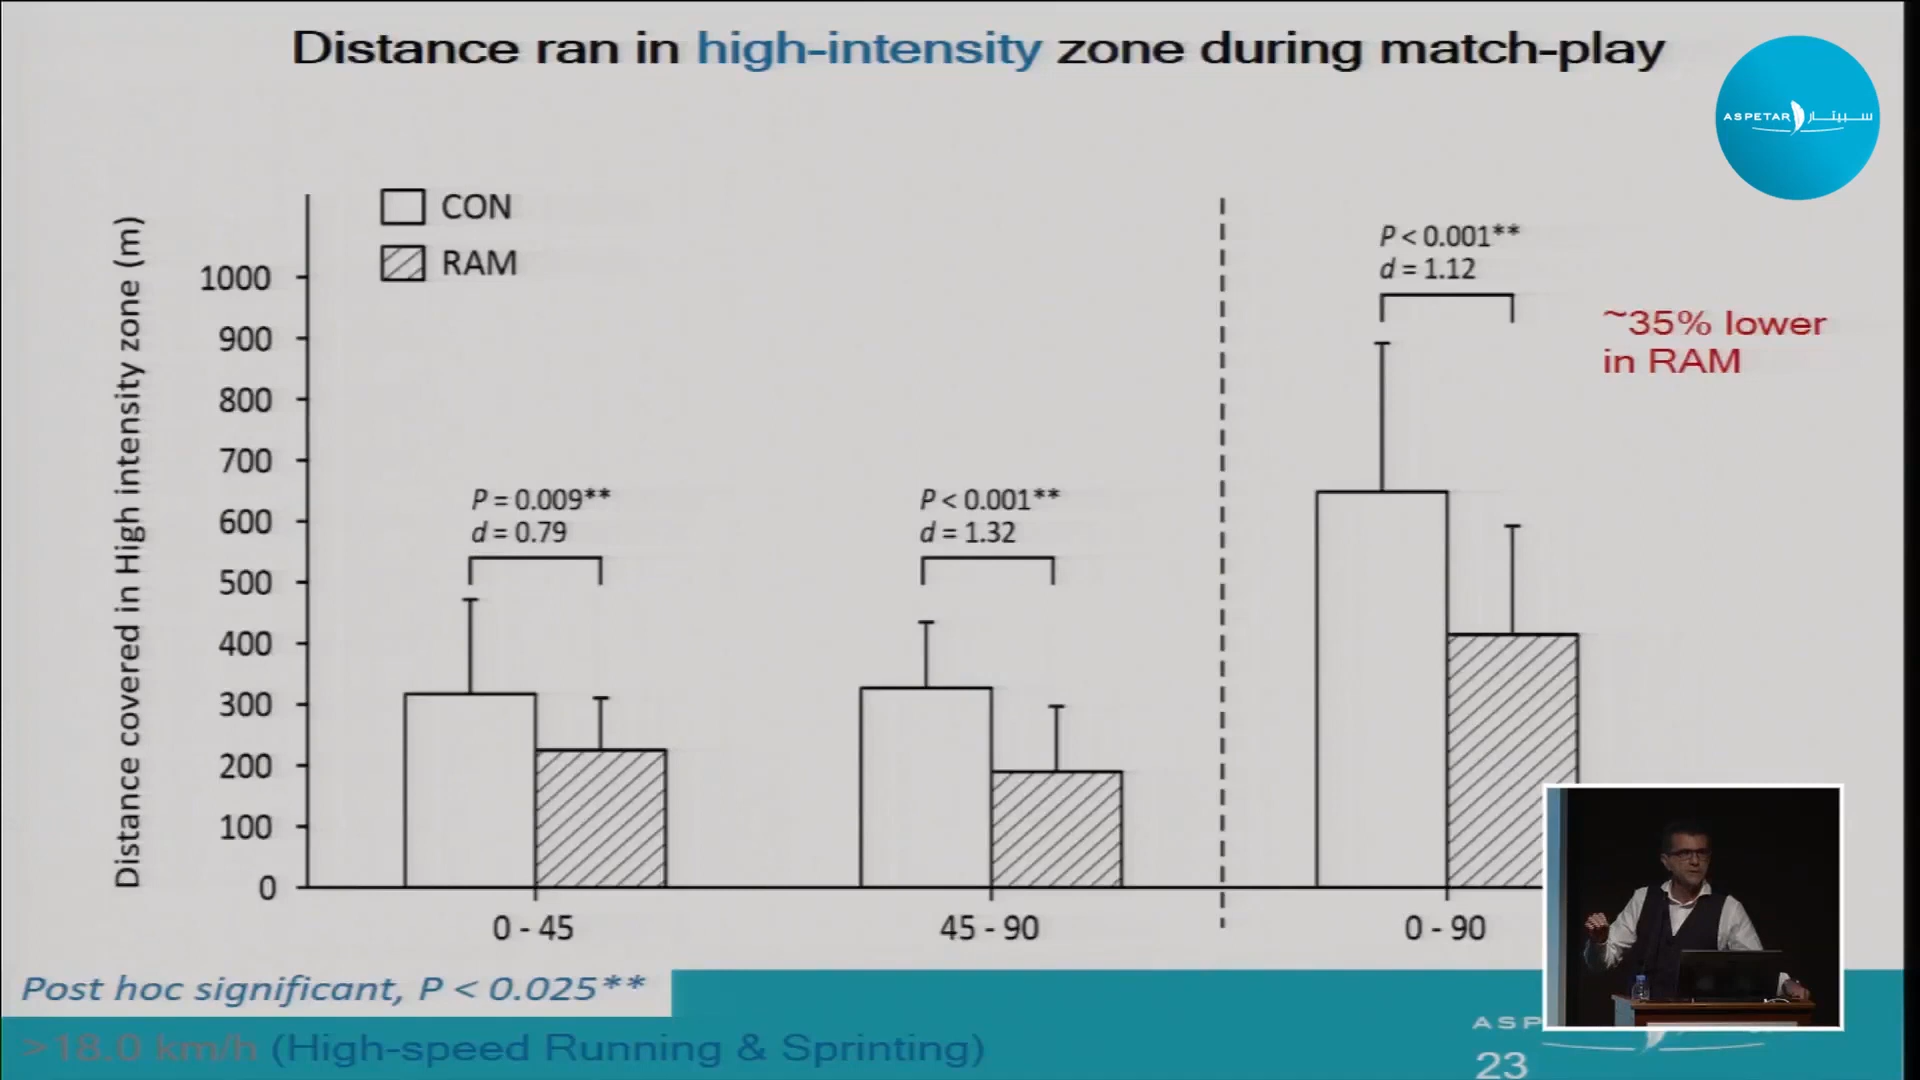 Distance ran in high-intensity zone during match-play
ASPETAR سبيتار
CON
RAM
Distance covered in High intensity zone (m)
1000
900
800
700
600
500
400
300
200
100
0
P = 0.009**
d = 0.79
P < 0.001**
d = 1.32
P < 0.001**
d = 1.12
~35% lower
in RAM
0 - 45
45 - 90
0 - 90
Post hoc significant, P < 0.025**
>18.0 km/h (High-speed Running & Sprinting)
ASP
23